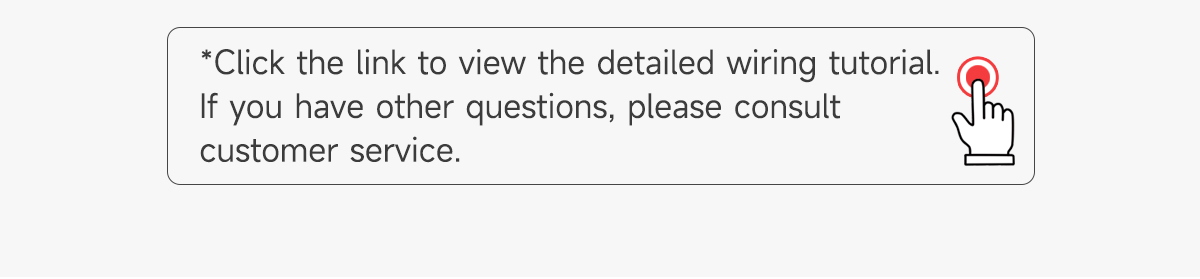 *Click the link to view the detailed wiring tutorial.
If you have other questions, please consult
customer service.